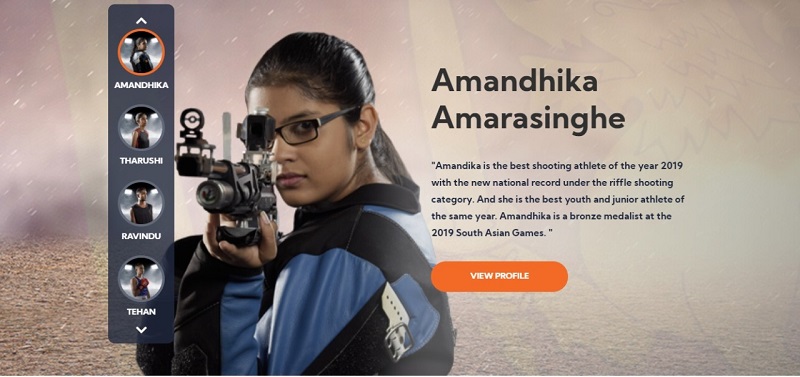 AMANDHIKA
THARUSHI
RAVINDU
TEHAN
Amandhika
Amarasinghe
"Amandika is the best shooting athlete of the year 2019
with the new national record under the riffle shooting
category. And she is the best youth and junior athlete of
the same year. Amandhika is a bronze medalist at the
2019 South Asian Games. "
VIEW PROFILE